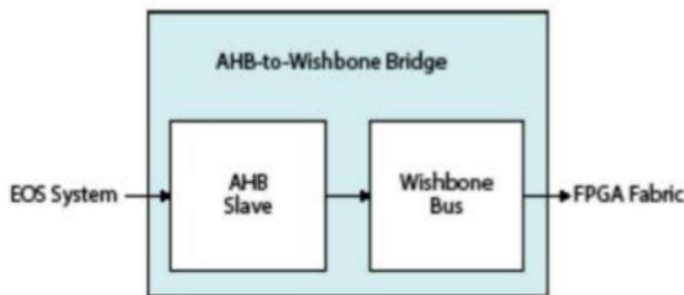 AHB-to-Wishbone Bridge
EOS System
AHB
Slave
Wishbone
Bus
FPGA Fabric